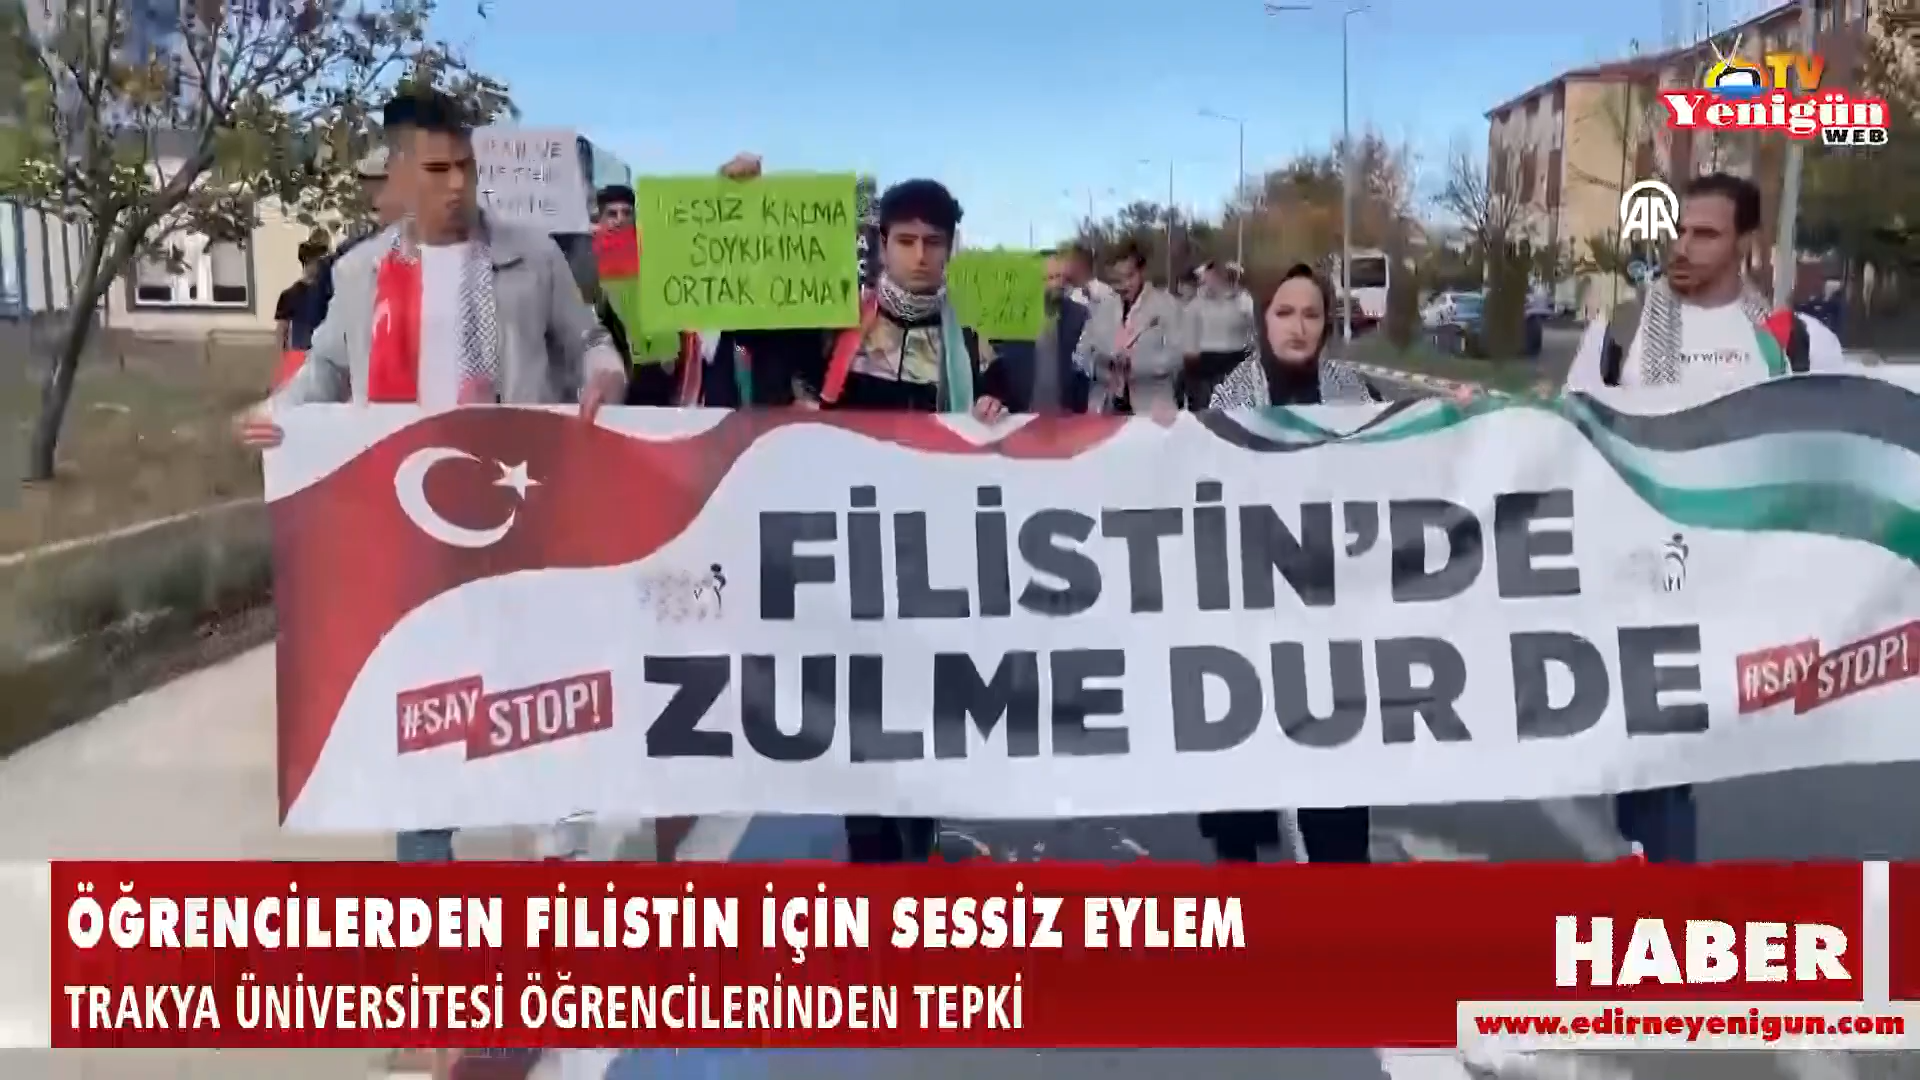 TV
Yenigün
WEB
AA
SESSİZ KALMA
SOYKIRIMA
ORTAK OLMA!
FİLİSTİN'DE
ZULME DUR DE
#SAY STOP!
#SAY STOP!
ÖĞRENCİLERDEN FİLİSTİN İÇİN SESSİZ EYLEM
TRAKYA ÜNİVERSİTESİ ÖĞRENCİLERİNDEN TEPKİ
HABER
www.edirneyenigun.com